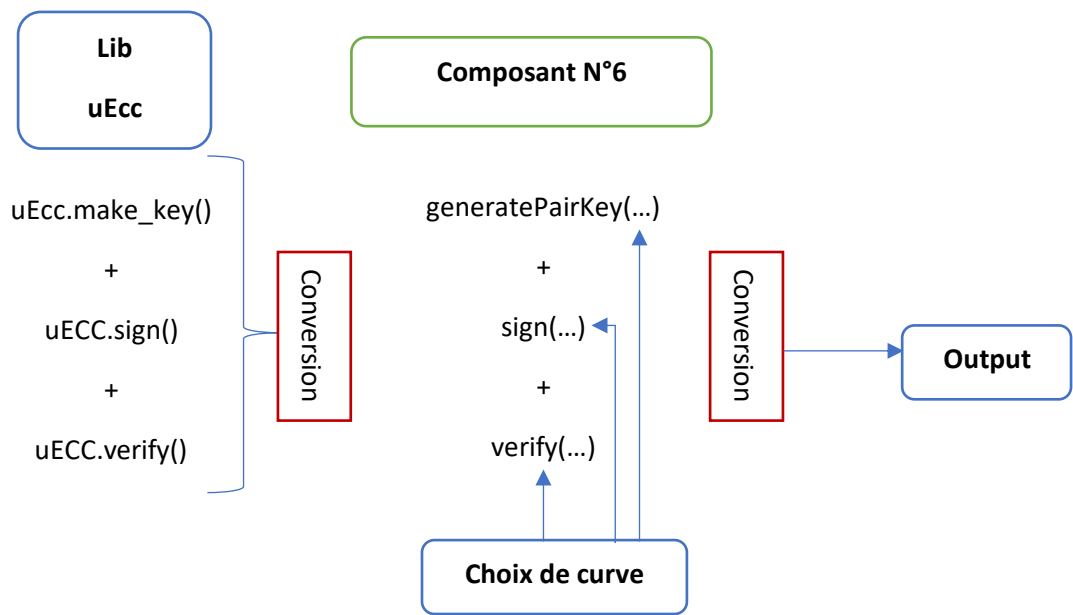 Lib
uEcc
Composant N°6
uEcc.make_key()
+
uECC.sign()
+
uECC.verify()
Conversion
generatePairKey(...)
+
sign(...)
+
verify(...)
Conversion
Output
Choix de curve